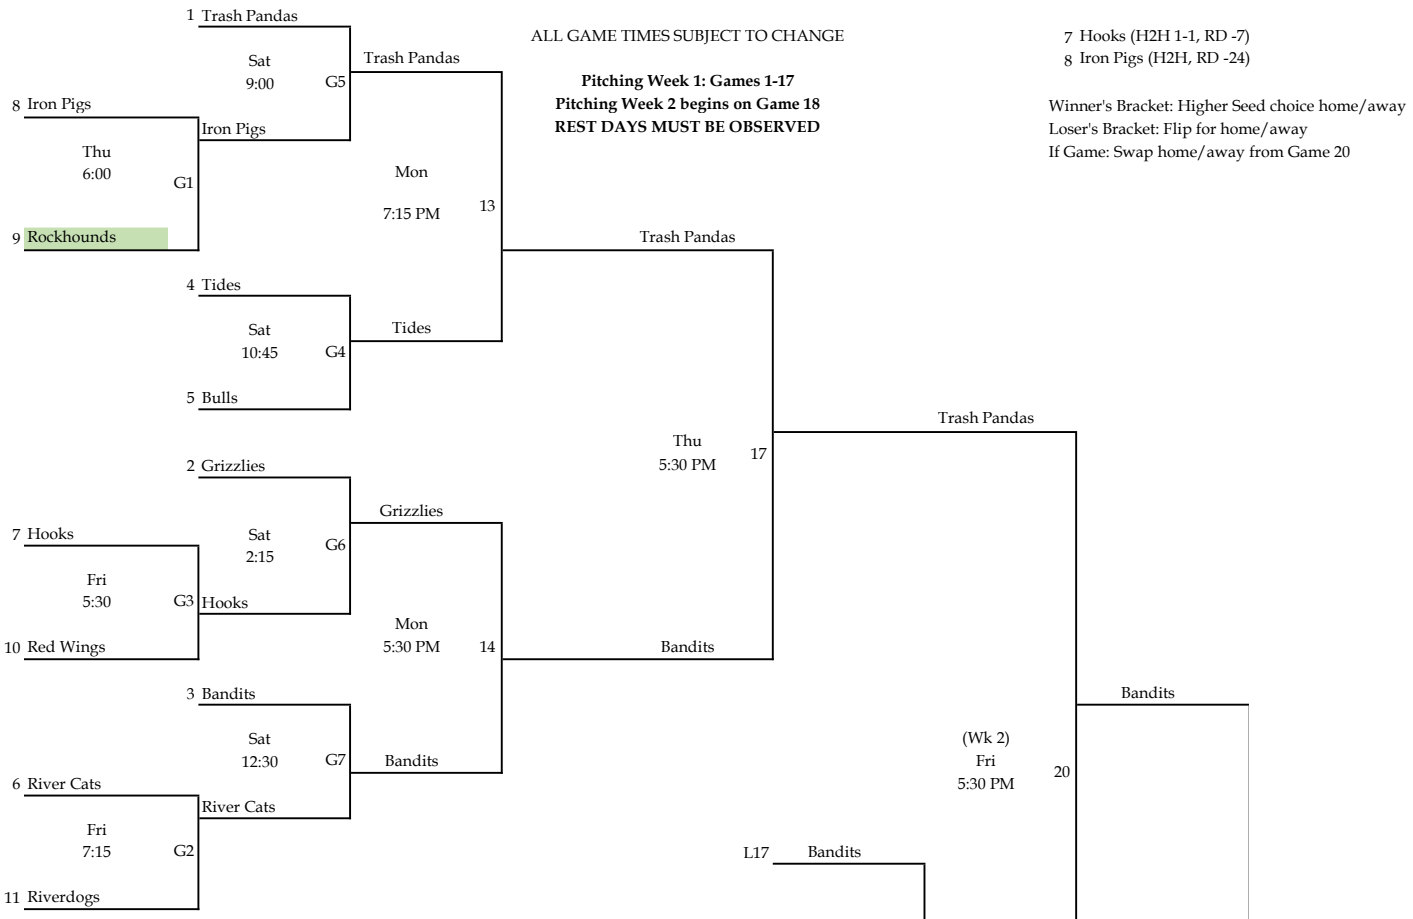 1 Trash Pandas
ALL GAME TIMES SUBJECT TO CHANGE
7 Hooks (H2H 1-1, RD -7)
8 Iron Pigs (H2H, RD -24)
Sat
9:00
G5
Trash Pandas
Pitching Week 1: Games 1-17
Pitching Week 2 begins on Game 18
REST DAYS MUST BE OBSERVED
Winner's Bracket: Higher Seed choice home/away
Loser's Bracket: Flip for home/away
If Game: Swap home/away from Game 20
8 Iron Pigs
Iron Pigs
Thu
6:00
G1
Mon
7:15 PM
13
9 Rockhounds
Trash Pandas
4 Tides
Sat
10:45
G4
Tides
5 Bulls
Trash Pandas
Thu
5:30 PM
17
2 Grizzlies
Grizzlies
7 Hooks
Sat
2:15
G6
Fri
5:30
G3
Hooks
Mon
5:30 PM
14
10 Red Wings
Bandits
3 Bandits
Bandits
Sat
12:30
G7
Bandits
(Wk 2)
Fri
5:30 PM
20
6 River Cats
River Cats
Fri
7:15
G2
L17 Bandits
11 Riverdogs